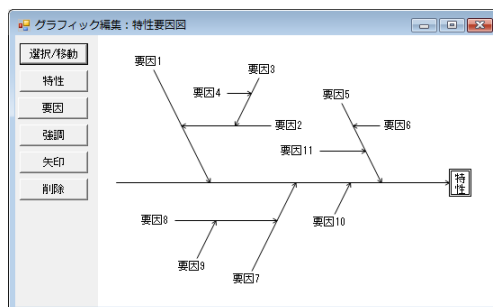 グラフィック編集：特性要因図
選択/移動
特性
要因
強調
矢印
削除
要因1
要因3
要因4
要因5
要因2
要因6
要因11
特性
要因8
要因10
要因9
要因7